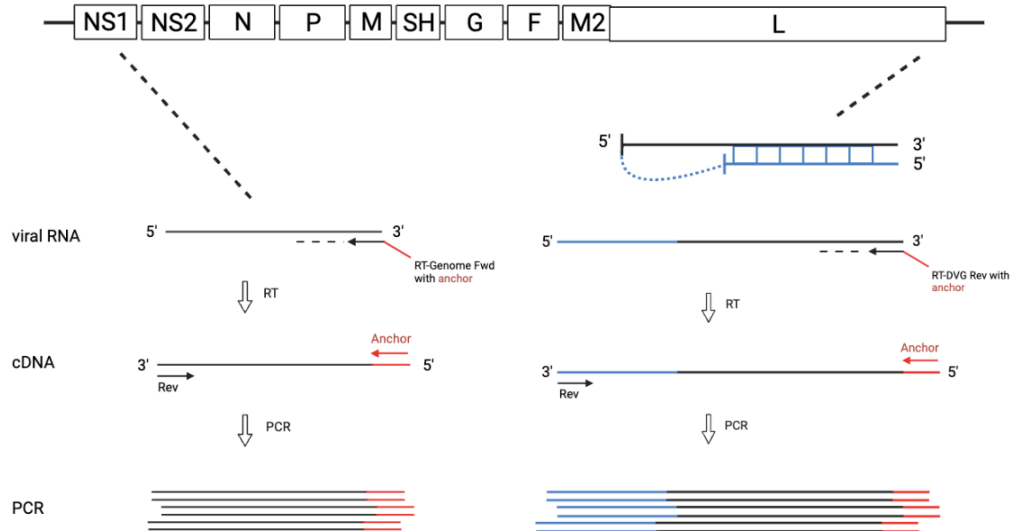 NS1 NS2 N P M SH G F M2 L
5' 3'
5'
viral RNA
5' 3'
RT-Genome Fwd
with anchor
5' 3'
RT-DVG Rev with
anchor
RT
RT
cDNA
Anchor
3' 5'
Rev
Anchor
3' 5'
Rev
PCR
PCR
PCR